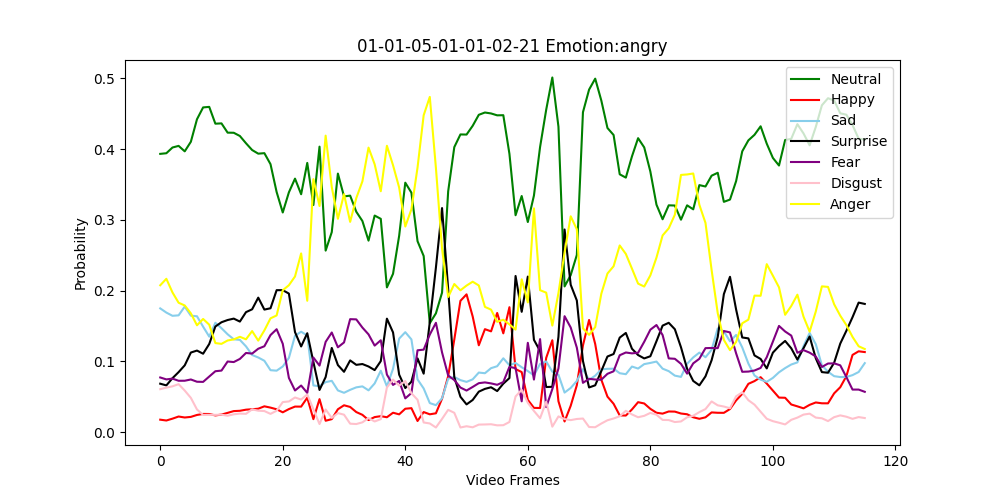 01-01-05-01-01-02-21 Emotion:angry
Probability
0.5
0.4
0.3
0.2
0.1
0.0
0 20 40 60 80 100 120
Video Frames
Neutral
Happy
Sad
Surprise
Fear
Disgust
Anger